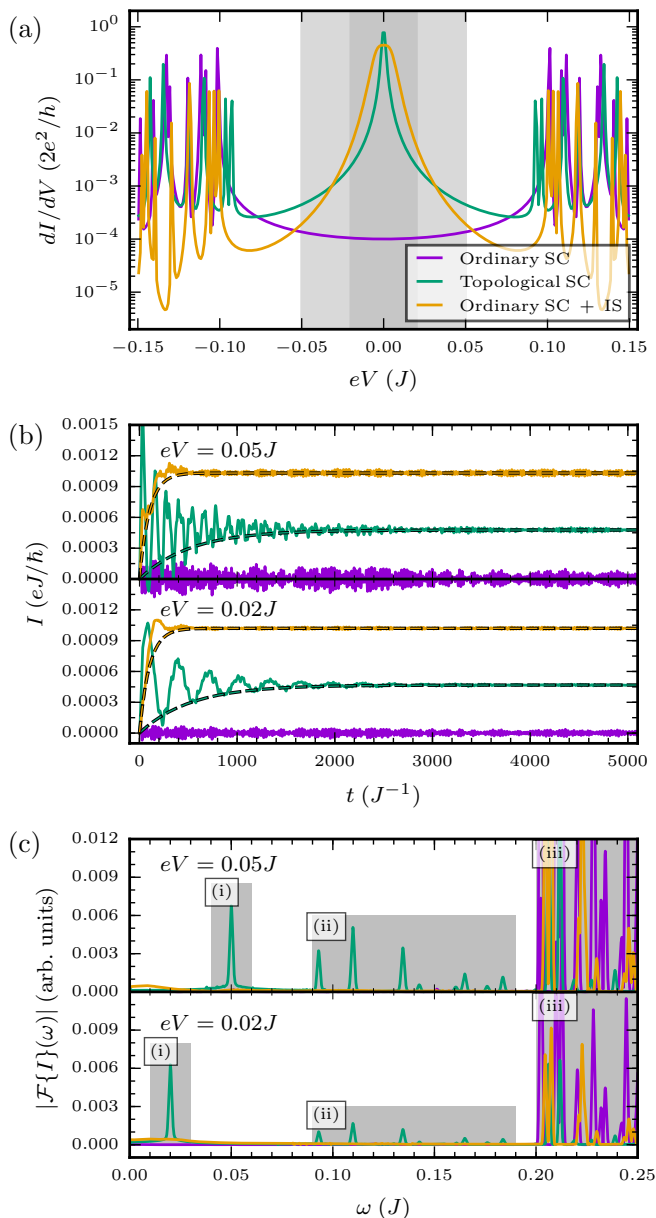 (a)
dI/dV (2e²/h)
10⁰
10⁻¹
10⁻²
10⁻³
10⁻⁴
10⁻⁵
Ordinary SC
Topological SC
Ordinary SC + IS
−0.15 −0.10 −0.05 0.00 0.05 0.10 0.15
eV (J)
(b)
I (eJ/ħ)
0.0015
0.0012
0.0009
0.0006
0.0003
0.0000
eV = 0.05J
0.0012
0.0009
0.0006
0.0003
0.0000
eV = 0.02J
0 1000 2000 3000 4000 5000
t (J⁻¹)
(c)
|ℱ{I}(ω)| (arb. units)
0.012
0.009
0.006
0.003
0.000
eV = 0.05J
(i)
(ii)
(iii)
0.009
0.006
0.003
0.000
eV = 0.02J
(i)
(ii)
(iii)
0.00 0.05 0.10 0.15 0.20 0.25
ω (J)